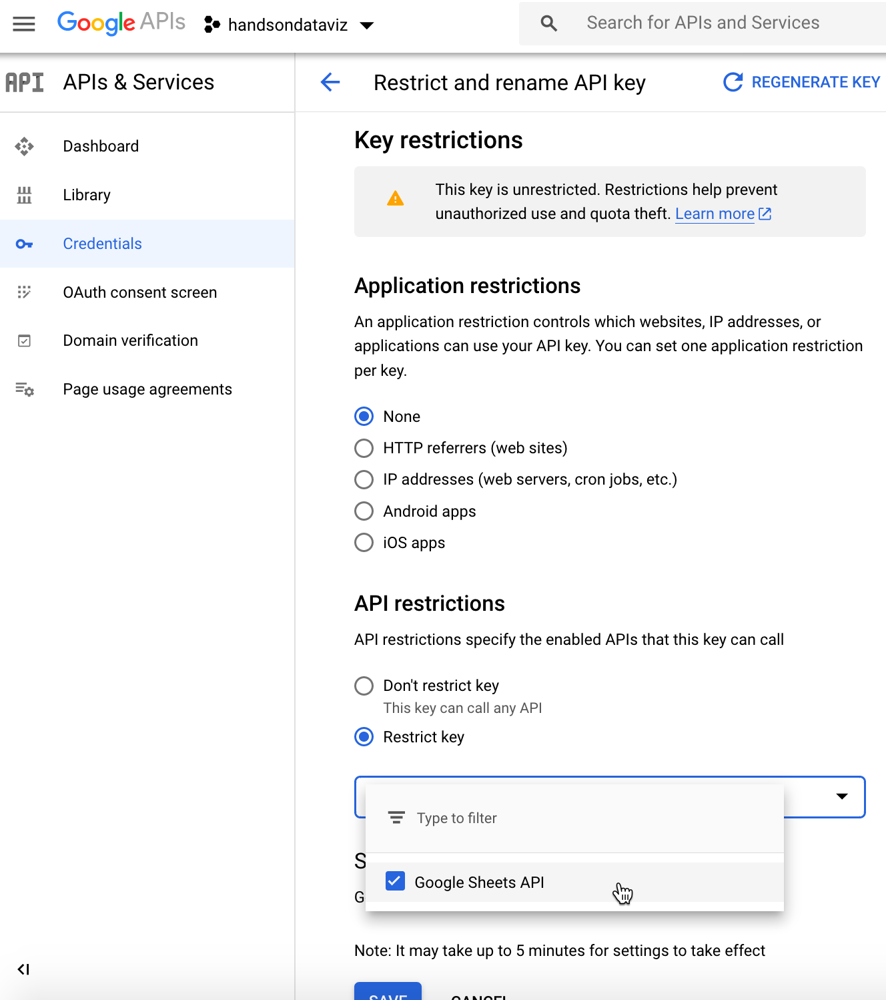 Google APIs
handsondataviz
Search for APIs and Services
API
APIs & Services
Restrict and rename API key
REGENERATE KEY
Dashboard
Library
Credentials
OAuth consent screen
Domain verification
Page usage agreements
Key restrictions
This key is unrestricted. Restrictions help prevent
unauthorized use and quota theft. Learn more
Application restrictions
An application restriction controls which websites, IP addresses, or
applications can use your API key. You can set one application restriction
per key.
None
HTTP referrers (web sites)
IP addresses (web servers, cron jobs, etc.)
Android apps
iOS apps
API restrictions
API restrictions specify the enabled APIs that this key can call
Don't restrict key
This key can call any API
Restrict key
Type to filter
S
Google Sheets API
G
Note: It may take up to 5 minutes for settings to take effect
SAVE
CANCEL